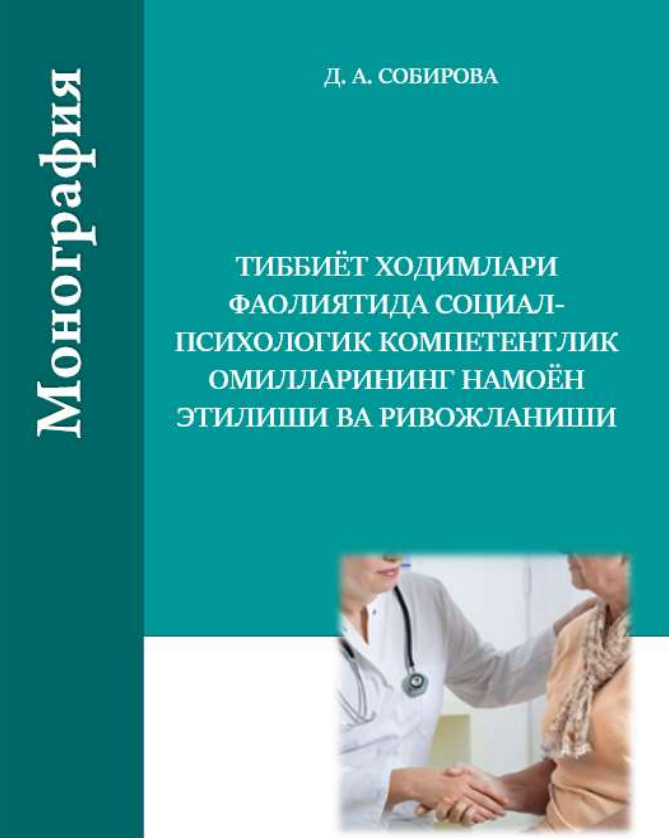 Монография
Д. А. СОБИРОВА
ТИББИЁТ ХОДИМЛАРИ
ФАОЛИЯТИДА СОЦИАЛ-
ПСИХОЛОГИК КОМПЕТЕНТЛИК
ОМИЛЛАРИНИНГ НАМОЁН
ЭТИЛИШИ ВА РИВОЖЛАНИШИ